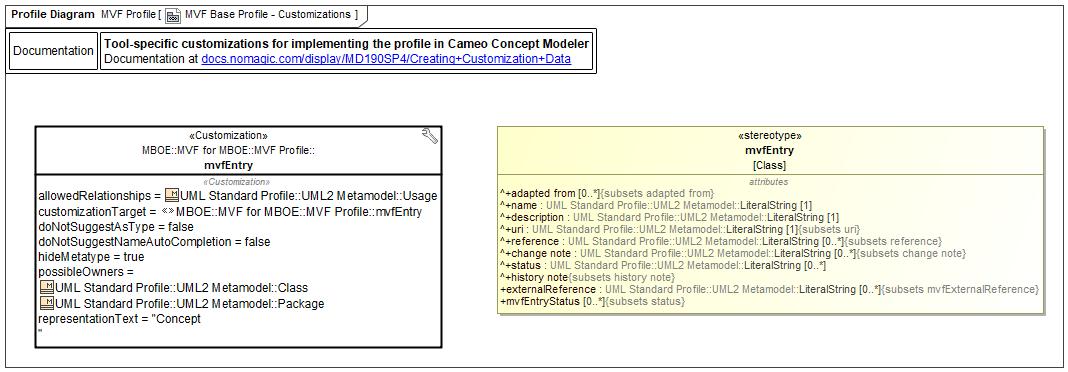 Profile Diagram MVF Profile [ MVF Base Profile - Customizations ]
Documentation
Tool-specific customizations for implementing the profile in Cameo Concept Modeler
Documentation at docs.nomagic.com/display/MD190SP4/Creating+Customization+Data
«Customization»
MBOE::MVF for MBOE::MVF Profile::
mvfEntry
«Customization»
allowedRelationships = UML Standard Profile::UML2 Metamodel::Usage
customizationTarget = «»MBOE::MVF for MBOE::MVF Profile::mvfEntry
doNotSuggestAsType = false
doNotSuggestNameAutoCompletion = false
hideMetatype = true
possibleOwners =
UML Standard Profile::UML2 Metamodel::Class
UML Standard Profile::UML2 Metamodel::Package
representationText = "Concept
"
«stereotype»
mvfEntry
[Class]
attributes
^+adapted from [0..*]{subsets adapted from}
^+name : UML Standard Profile::UML2 Metamodel::LiteralString [1]
^+description : UML Standard Profile::UML2 Metamodel::LiteralString [1]
^+uri : UML Standard Profile::UML2 Metamodel::LiteralString [1]{subsets uri}
^+reference : UML Standard Profile::UML2 Metamodel::LiteralString [0..*]{subsets reference}
^+change note : UML Standard Profile::UML2 Metamodel::LiteralString [0..*]{subsets change note}
^+status : UML Standard Profile::UML2 Metamodel::LiteralString [0..*]
^+history note{subsets history note}
+externalReference : UML Standard Profile::UML2 Metamodel::LiteralString [0..*]{subsets mvfExternalReference}
+mvfEntryStatus [0..*]{subsets status}